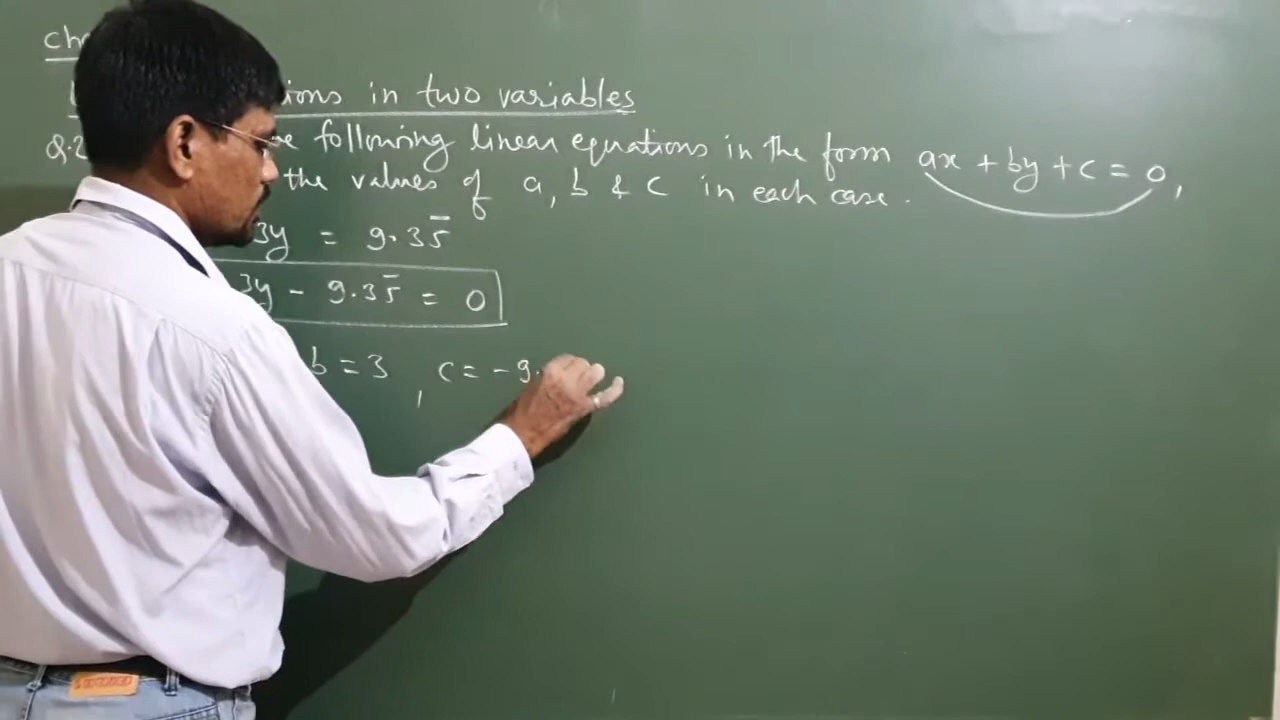 ch
ions in two variables
Q.2 following linear equations in the form ax + by + c = 0,
the values of a, b & c in each case.
3y = 9.35̅
3y - 9.35̅ = 0
b = 3, c = - 9.